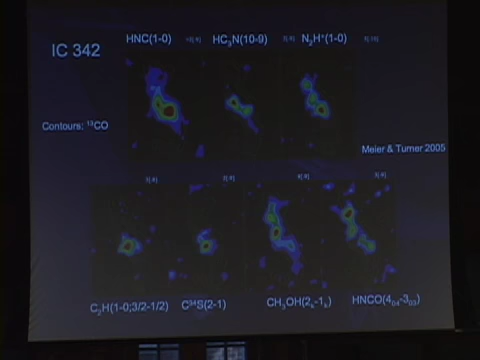 HNC(1-0) HC₃N(10-9) N₂H⁺(1-0)
IC 342
Contours: ¹³CO
Meier & Turner 2005
C₂H(1-0;3/2-1/2) C³⁴S(2-1) CH₃OH(2ₖ-1ₖ) HNCO(4₀₄-3₀₃)